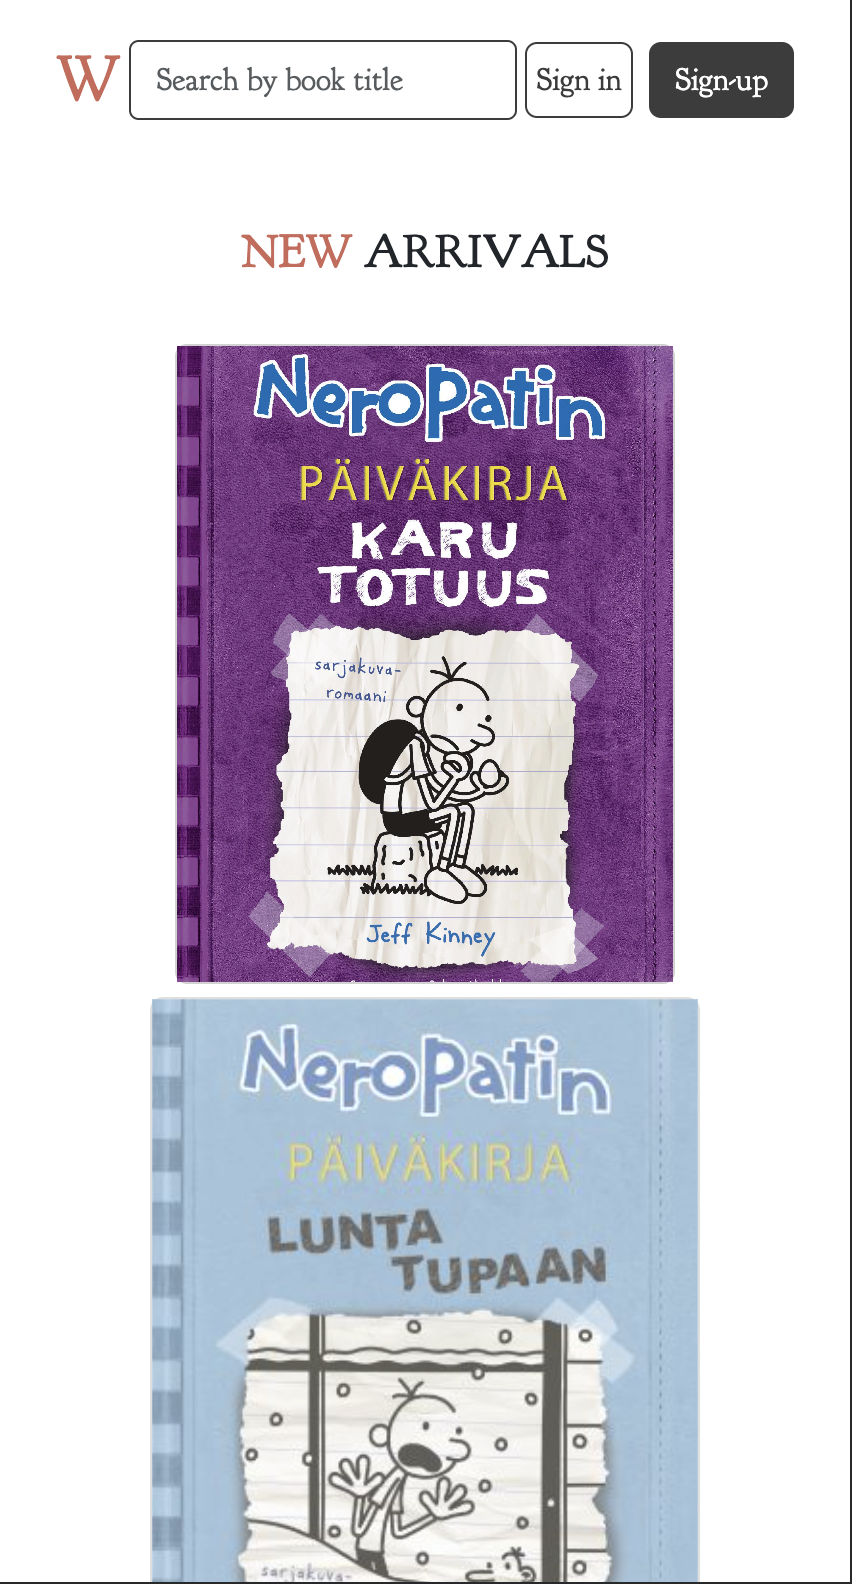 W Search by book title Sign in Sign-up
NEW ARRIVALS
Neropatin
PÄIVÄKIRJA
KARU
TOTUUS
sarjakuva-
romaani
Jeff Kinney
Neropatin
PÄIVÄKIRJA
LUNTA
TUPAAN
sarjakuva-